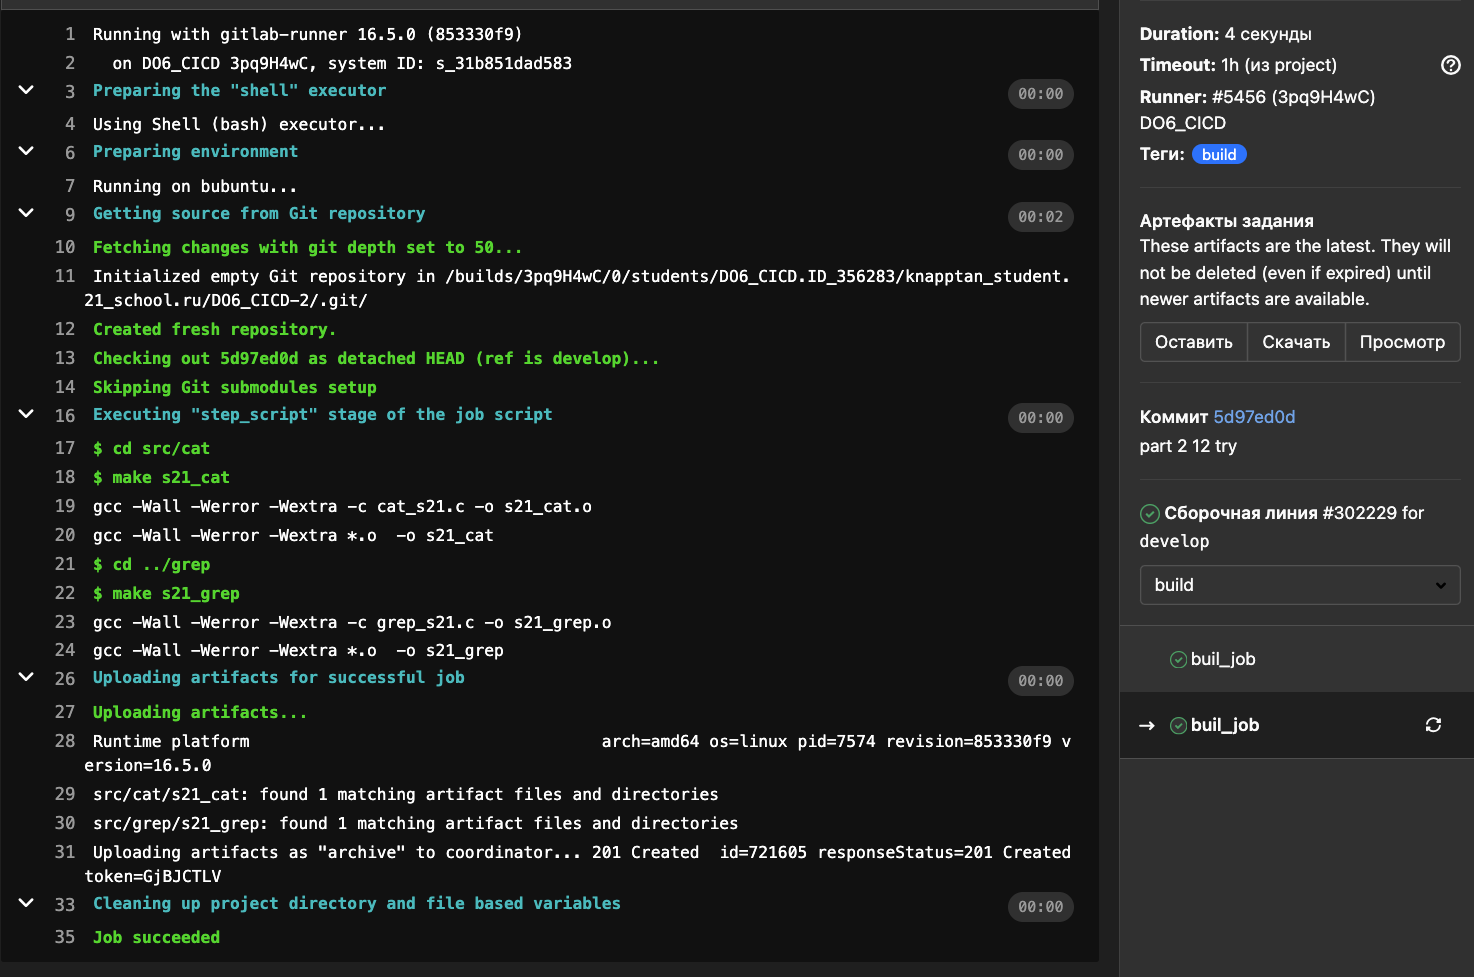 1 Running with gitlab-runner 16.5.0 (853330f9)
2 on DO6_CICD 3pq9H4wC, system ID: s_31b851dad583
3 Preparing the "shell" executor 00:00
4 Using Shell (bash) executor...
6 Preparing environment 00:00
7 Running on bubuntu...
9 Getting source from Git repository 00:02
10 Fetching changes with git depth set to 50...
11 Initialized empty Git repository in /builds/3pq9H4wC/0/students/DO6_CICD.ID_356283/knapptan_student.
21_school.ru/DO6_CICD-2/.git/
12 Created fresh repository.
13 Checking out 5d97ed0d as detached HEAD (ref is develop)...
14 Skipping Git submodules setup
16 Executing "step_script" stage of the job script 00:00
17 $ cd src/cat
18 $ make s21_cat
19 gcc -Wall -Werror -Wextra -c cat_s21.c -o s21_cat.o
20 gcc -Wall -Werror -Wextra *.o  -o s21_cat
21 $ cd ../grep
22 $ make s21_grep
23 gcc -Wall -Werror -Wextra -c grep_s21.c -o s21_grep.o
24 gcc -Wall -Werror -Wextra *.o  -o s21_grep
26 Uploading artifacts for successful job 00:00
27 Uploading artifacts...
28 Runtime platform arch=amd64 os=linux pid=7574 revision=853330f9 v
ersion=16.5.0
29 src/cat/s21_cat: found 1 matching artifact files and directories
30 src/grep/s21_grep: found 1 matching artifact files and directories
31 Uploading artifacts as "archive" to coordinator... 201 Created  id=721605 responseStatus=201 Created
token=GjBJCTLV
33 Cleaning up project directory and file based variables 00:00
35 Job succeeded
Duration: 4 секунды
Timeout: 1h (из project)
Runner: #5456 (3pq9H4wC)
DO6_CICD
Теги: build
Артефакты задания
These artifacts are the latest. They will
not be deleted (even if expired) until
newer artifacts are available.
Оставить Скачать Просмотр
Коммит 5d97ed0d
part 2 12 try
Сборочная линия #302229 for
develop
build
buil_job
buil_job